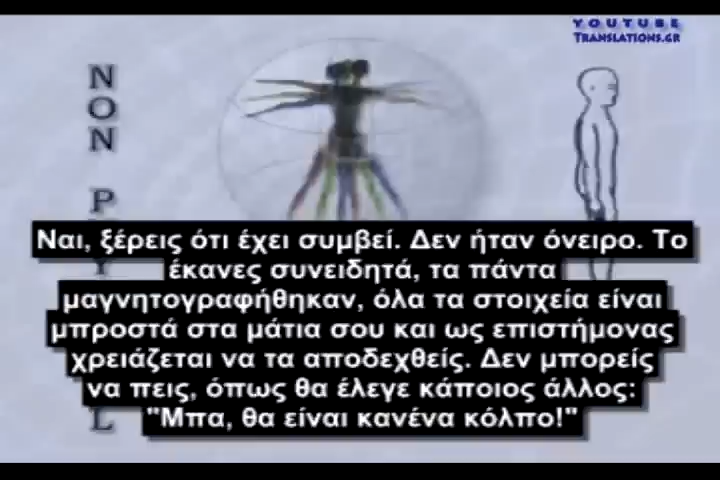 YOUTUBE
TRANSLATIONS.GR
NON P
Ναι, ξέρεις ότι έχει συμβεί. Δεν ήταν όνειρο. Το
έκανες συνειδητά, τα πάντα
μαγνητογραφήθηκαν, όλα τα στοιχεία είναι
μπροστά στα μάτια σου και ως επιστήμονας
χρειάζεται να τα αποδεχθείς. Δεν μπορείς
να πεις, όπως θα έλεγε κάποιος άλλος:
"Μπα, θα είναι κανένα κόλπο!"
L